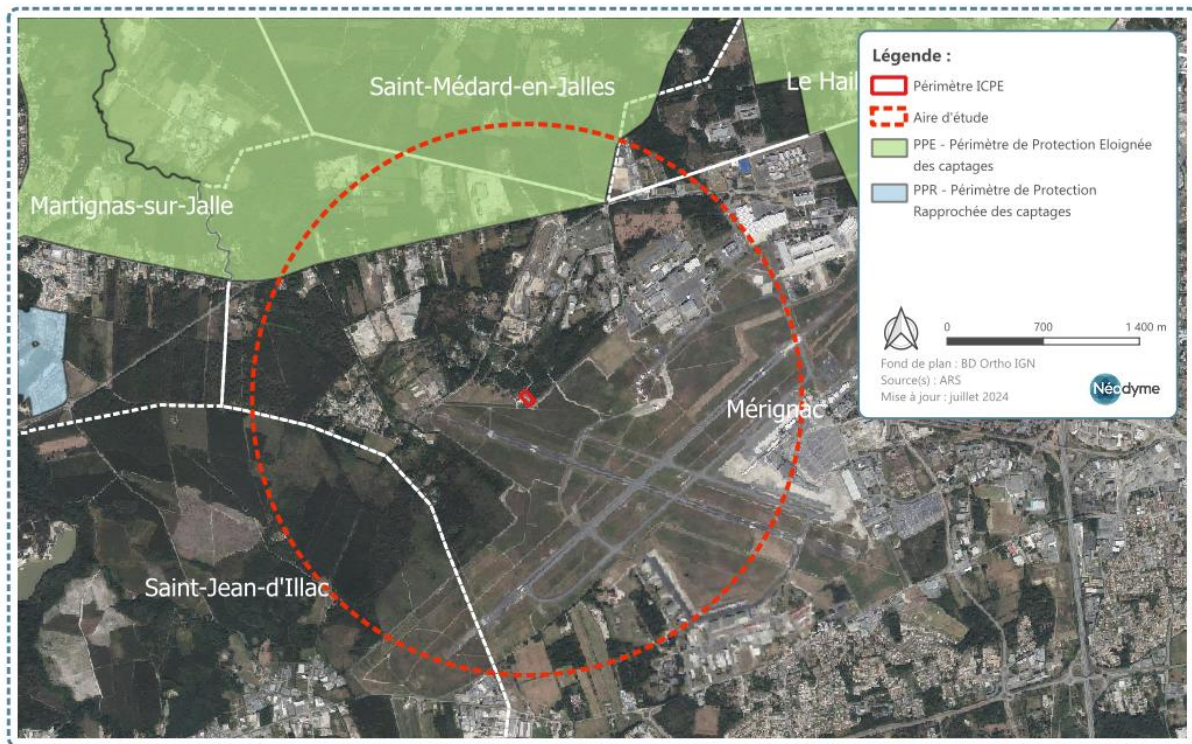 Saint-Médard-en-Jalles
Le Hail
Martignas-sur-Jalle
Mérignac
Saint-Jean-d'Illac
Légende :
Périmètre ICPE
Aire d'étude
PPE - Périmètre de Protection Eloignée
des captages
PPR - Périmètre de Protection
Rapprochée des captages
0 700 1 400 m
Fond de plan : BD Ortho IGN
Source(s) : ARS
Mise à jour : juillet 2024
Néodyme